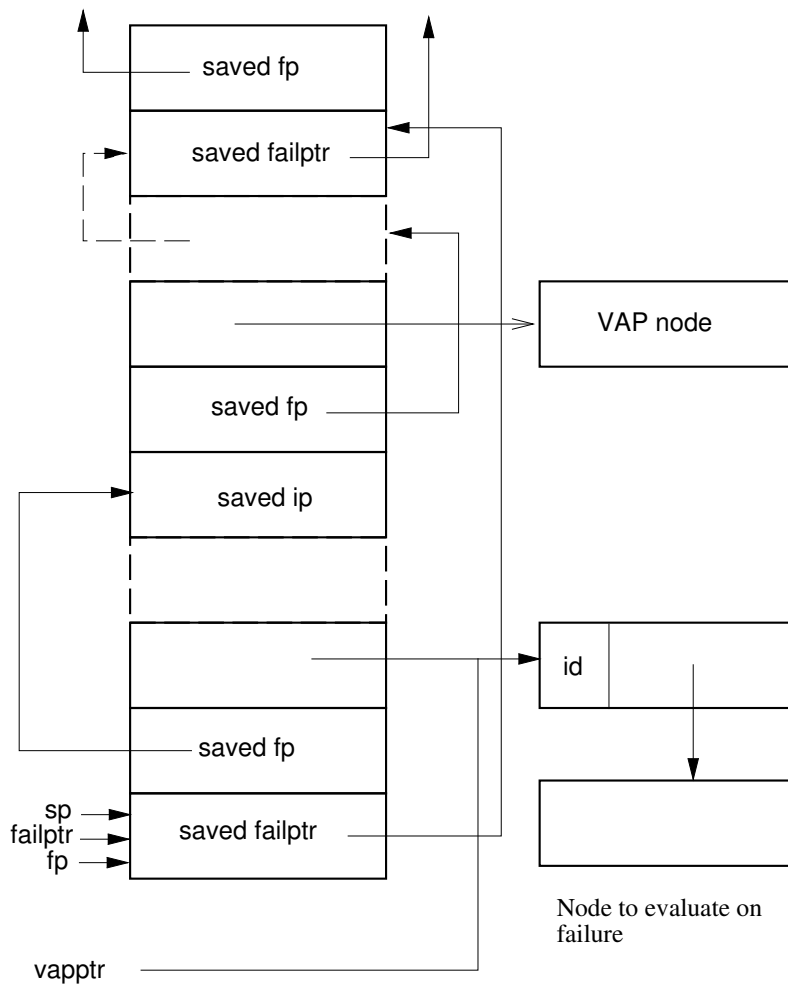 saved fp
saved failptr
VAP node
saved fp
saved ip
id
saved fp
sp
failptr
fp
saved failptr
Node to evaluate on
failure
vapptr